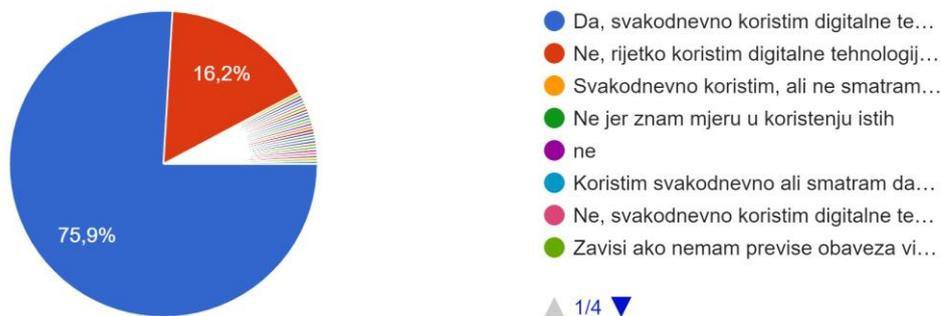 16,2%
75,9%
Da, svakodnevno koristim digitalne te...
Ne, rijetko koristim digitalne tehnologij...
Svakodnevno koristim, ali ne smatram...
Ne jer znam mjeru u koristenju istih
ne
Koristim svakodnevno ali smatram da...
Ne, svakodnevno koristim digitalne te...
Zavisi ako nemam previse obaveza vi...
1/4